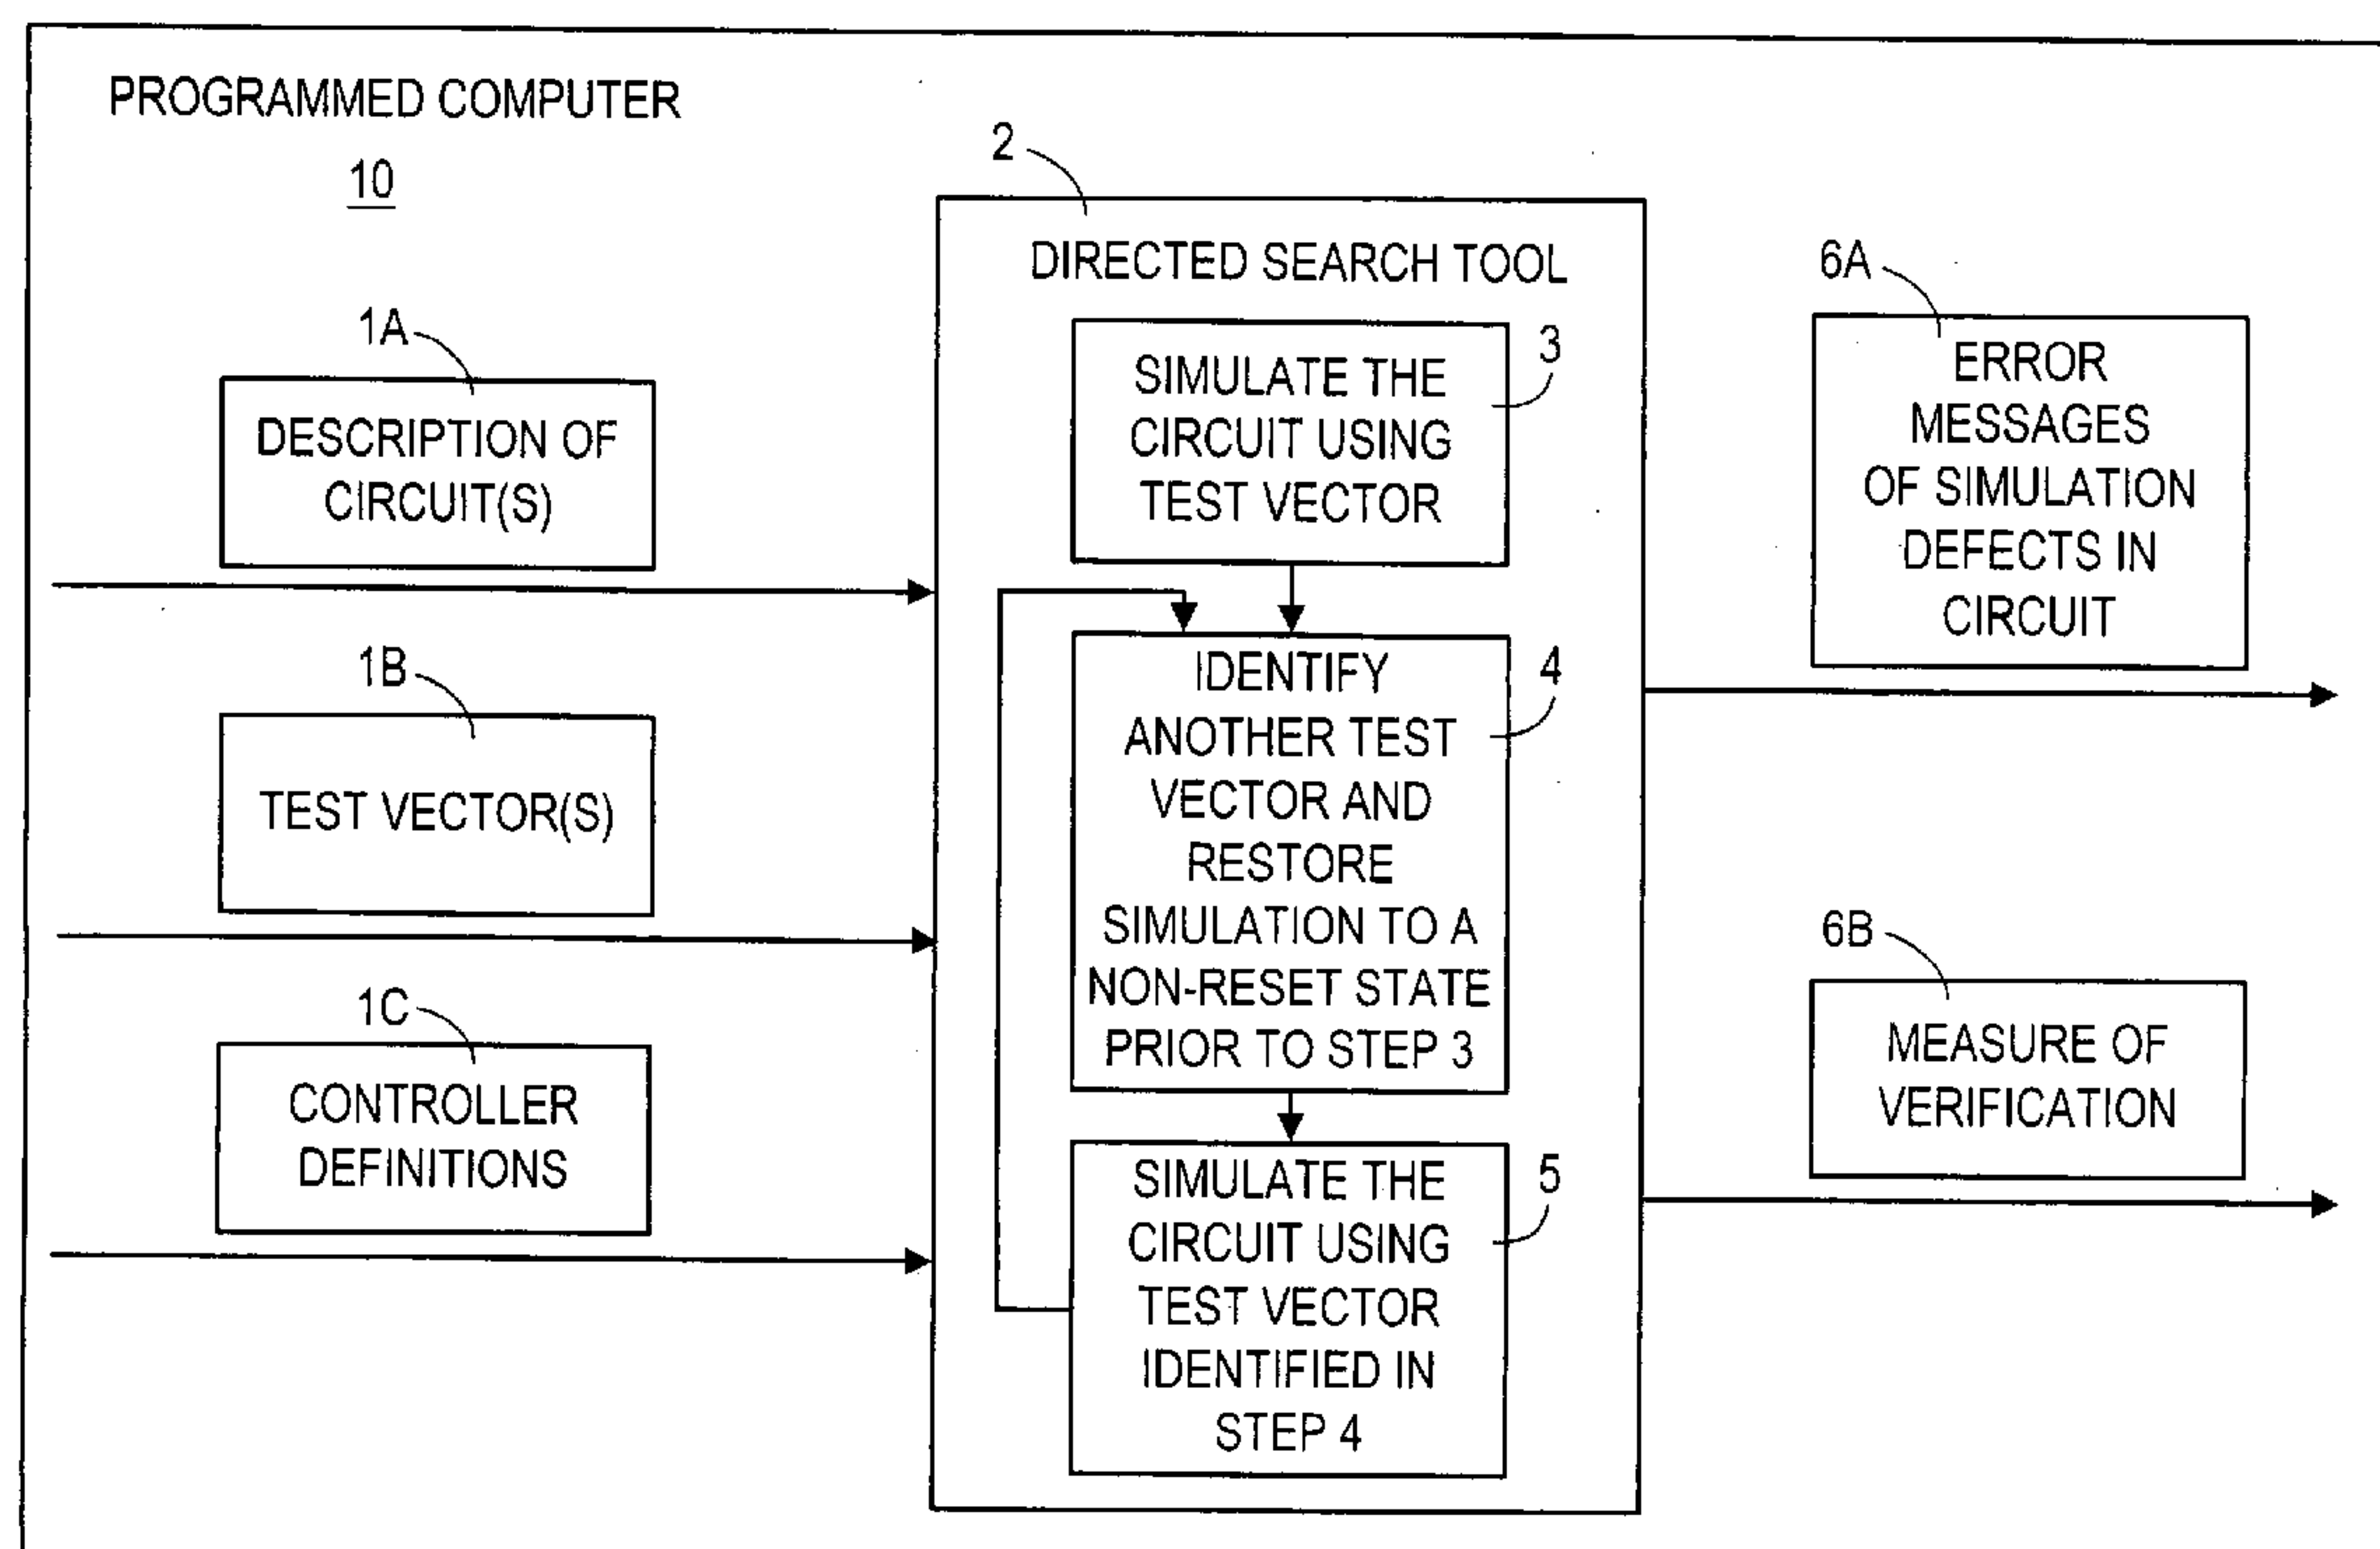 PROGRAMMED COMPUTER
10
1A
DESCRIPTION OF
CIRCUIT(S)
1B
TEST VECTOR(S)
1C
CONTROLLER
DEFINITIONS
2
DIRECTED SEARCH TOOL
3
SIMULATE THE
CIRCUIT USING
TEST VECTOR
4
IDENTIFY
ANOTHER TEST
VECTOR AND
RESTORE
SIMULATION TO A
NON-RESET STATE
PRIOR TO STEP 3
5
SIMULATE THE
CIRCUIT USING
TEST VECTOR
IDENTIFIED IN
STEP 4
6A
ERROR
MESSAGES
OF SIMULATION
DEFECTS IN
CIRCUIT
6B
MEASURE OF
VERIFICATION